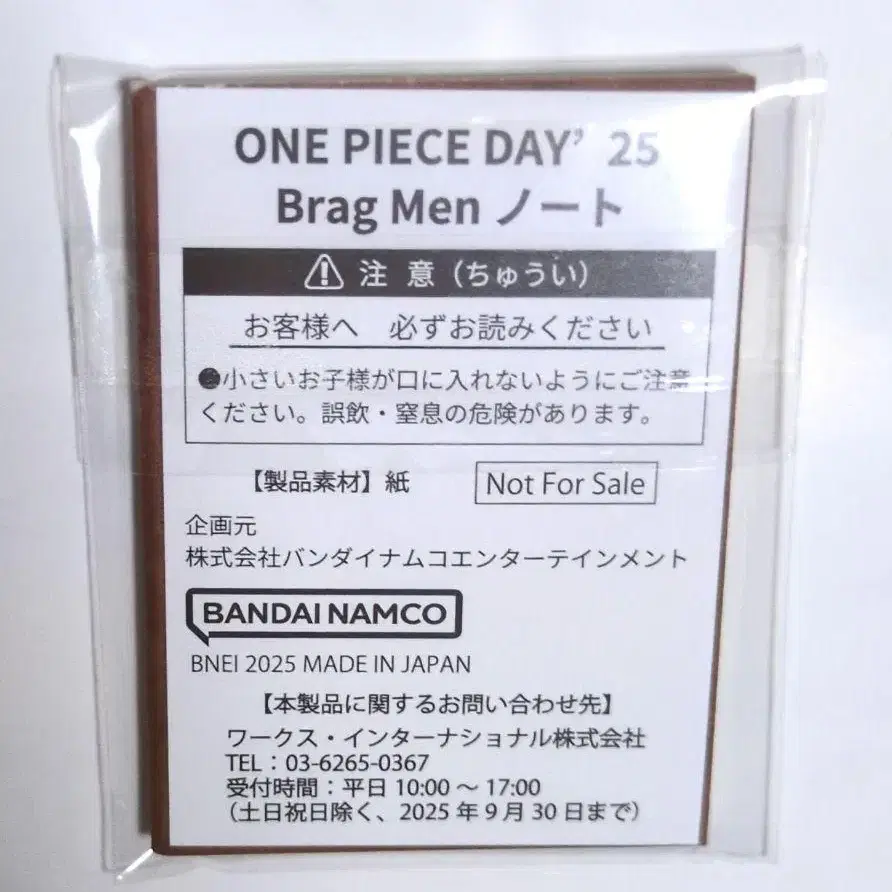 ONE PIECE DAY’ 25
Brag Men ノート
注 意（ちゅうい）
お客様へ 必ずお読みください
●小さいお子様が口に入れないようにご注意
ください。誤飲・窒息の危険があります。
【製品素材】紙 Not For Sale
企画元
株式会社バンダイナムコエンターテインメント
BANDAI NAMCO
BNEI 2025 MADE IN JAPAN
【本製品に関するお問い合わせ先】
ワークス・インターナショナル株式会社
TEL：03-6265-0367
受付時間：平日 10:00 〜 17:00
（土日祝日除く、2025 年 9 月 30 日まで）